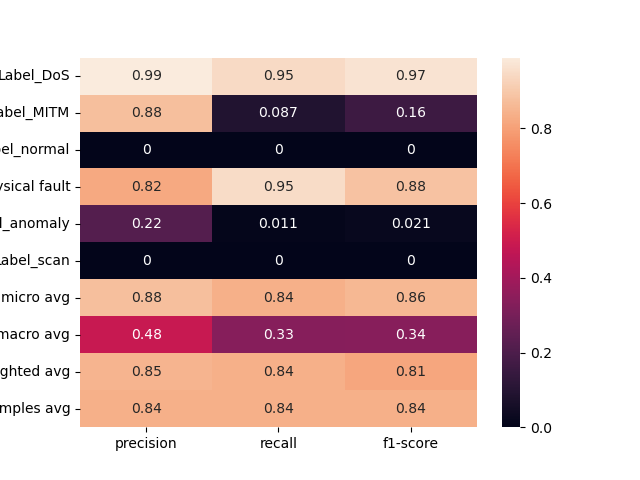 Label_DoS 0.99 0.95 0.97
abel_MITM 0.88 0.087 0.16
el_normal 0 0 0
ysical fault 0.82 0.95 0.88
l_anomaly 0.22 0.011 0.021
Label_scan 0 0 0
micro avg 0.88 0.84 0.86
macro avg 0.48 0.33 0.34
ghted avg 0.85 0.84 0.81
mples avg 0.84 0.84 0.84
precision recall f1-score
0.8
0.6
0.4
0.2
0.0